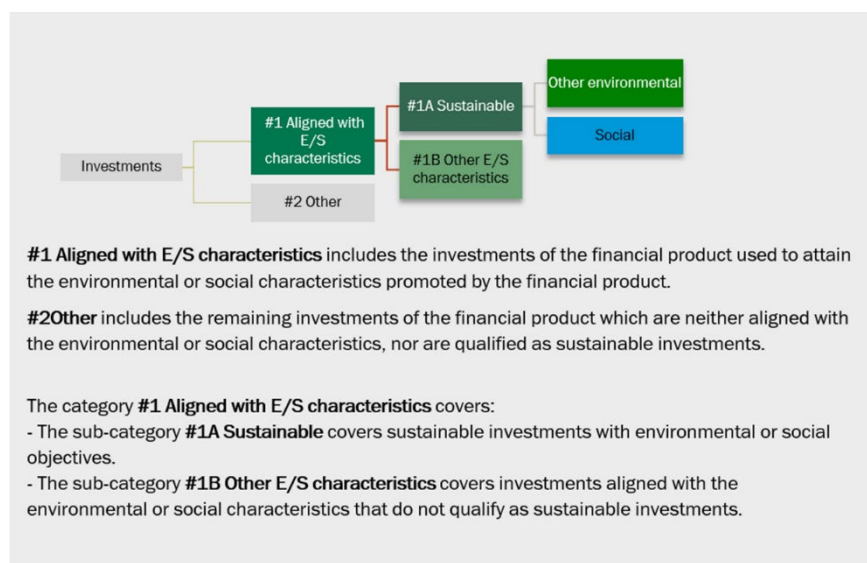 Other environmental
#1A Sustainable
#1 Aligned with
E/S
characteristics
Social
#1B Other E/S
characteristics
Investments
#2 Other
#1 Aligned with E/S characteristics includes the investments of the financial product used to attain
the environmental or social characteristics promoted by the financial product.
#2Other includes the remaining investments of the financial product which are neither aligned with
the environmental or social characteristics, nor are qualified as sustainable investments.
The category #1 Aligned with E/S characteristics covers:
- The sub-category #1A Sustainable covers sustainable investments with environmental or social
objectives.
- The sub-category #1B Other E/S characteristics covers investments aligned with the
environmental or social characteristics that do not qualify as sustainable investments.